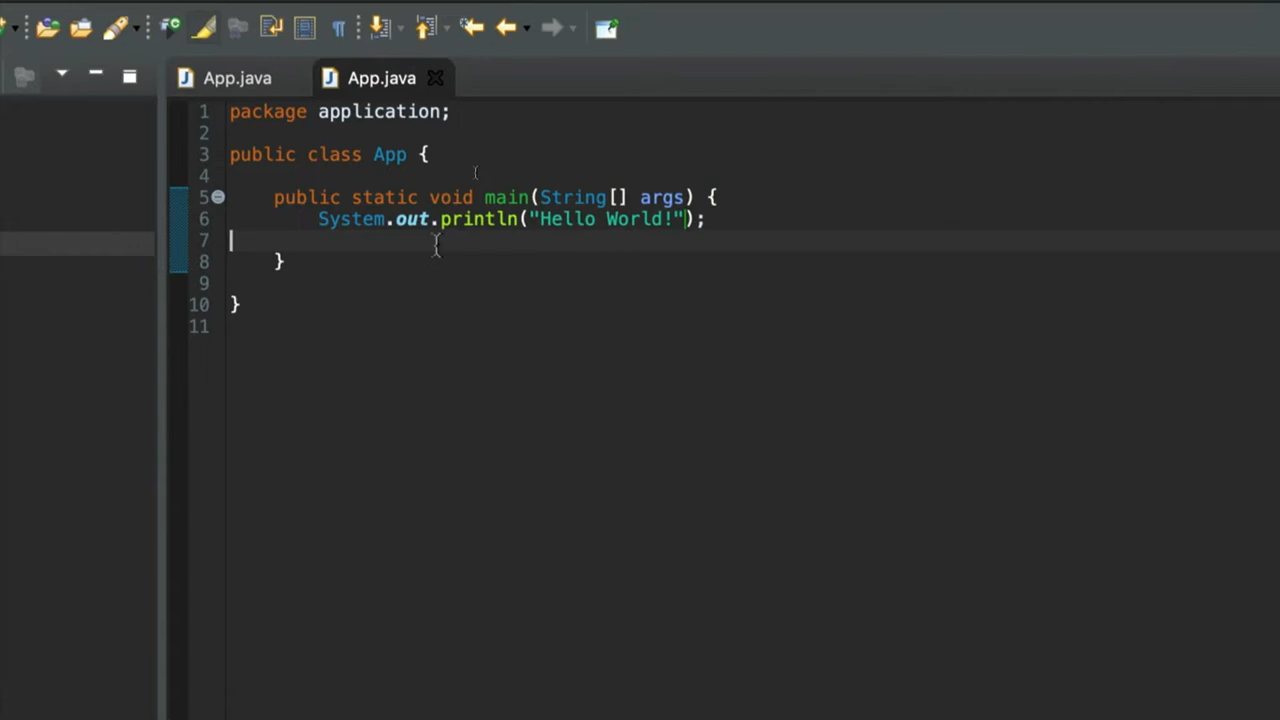 App.java
App.java
1 package application;
2
3 public class App {
4
5     public static void main(String[] args) {
6         System.out.println("Hello World!");
7
8     }
9
10 }
11